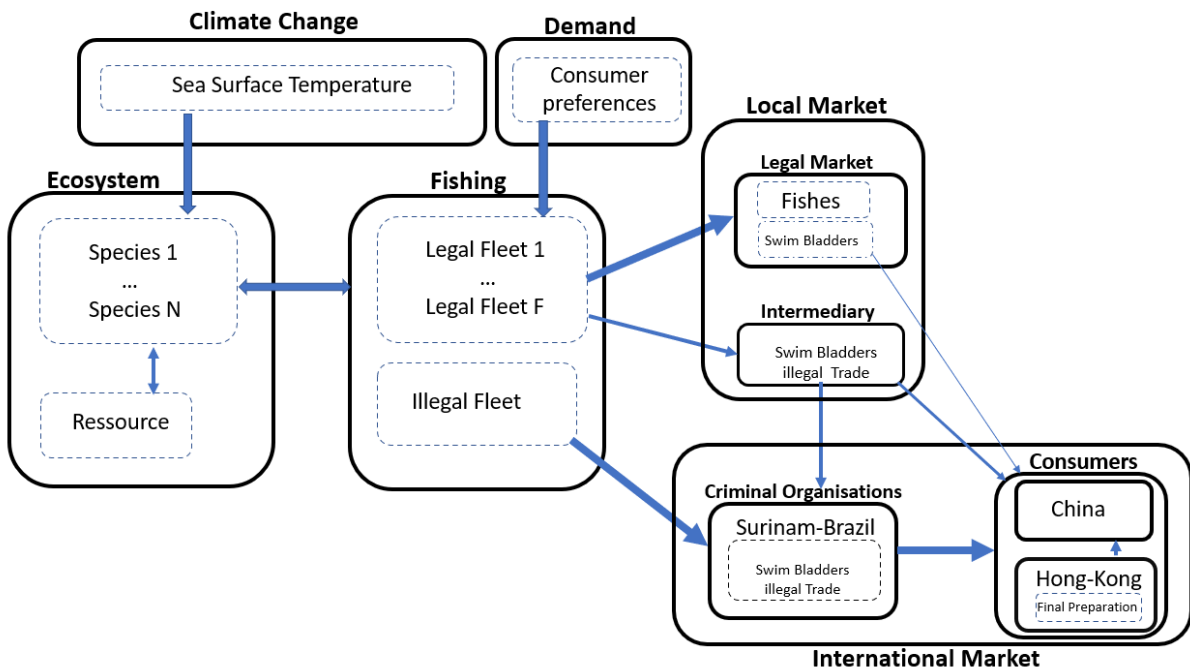 Climate Change
Sea Surface Temperature
Demand
Consumer
preferences
Ecosystem
Species 1
...
Species N
Ressource
Fishing
Legal Fleet 1
...
Legal Fleet F
Illegal Fleet
Local Market
Legal Market
Fishes
Swim Bladders
Intermediary
Swim Bladders
illegal Trade
Criminal Organisations
Surinam-Brazil
Swim Bladders
illegal Trade
Consumers
China
Hong-Kong
Final Preparation
International Market